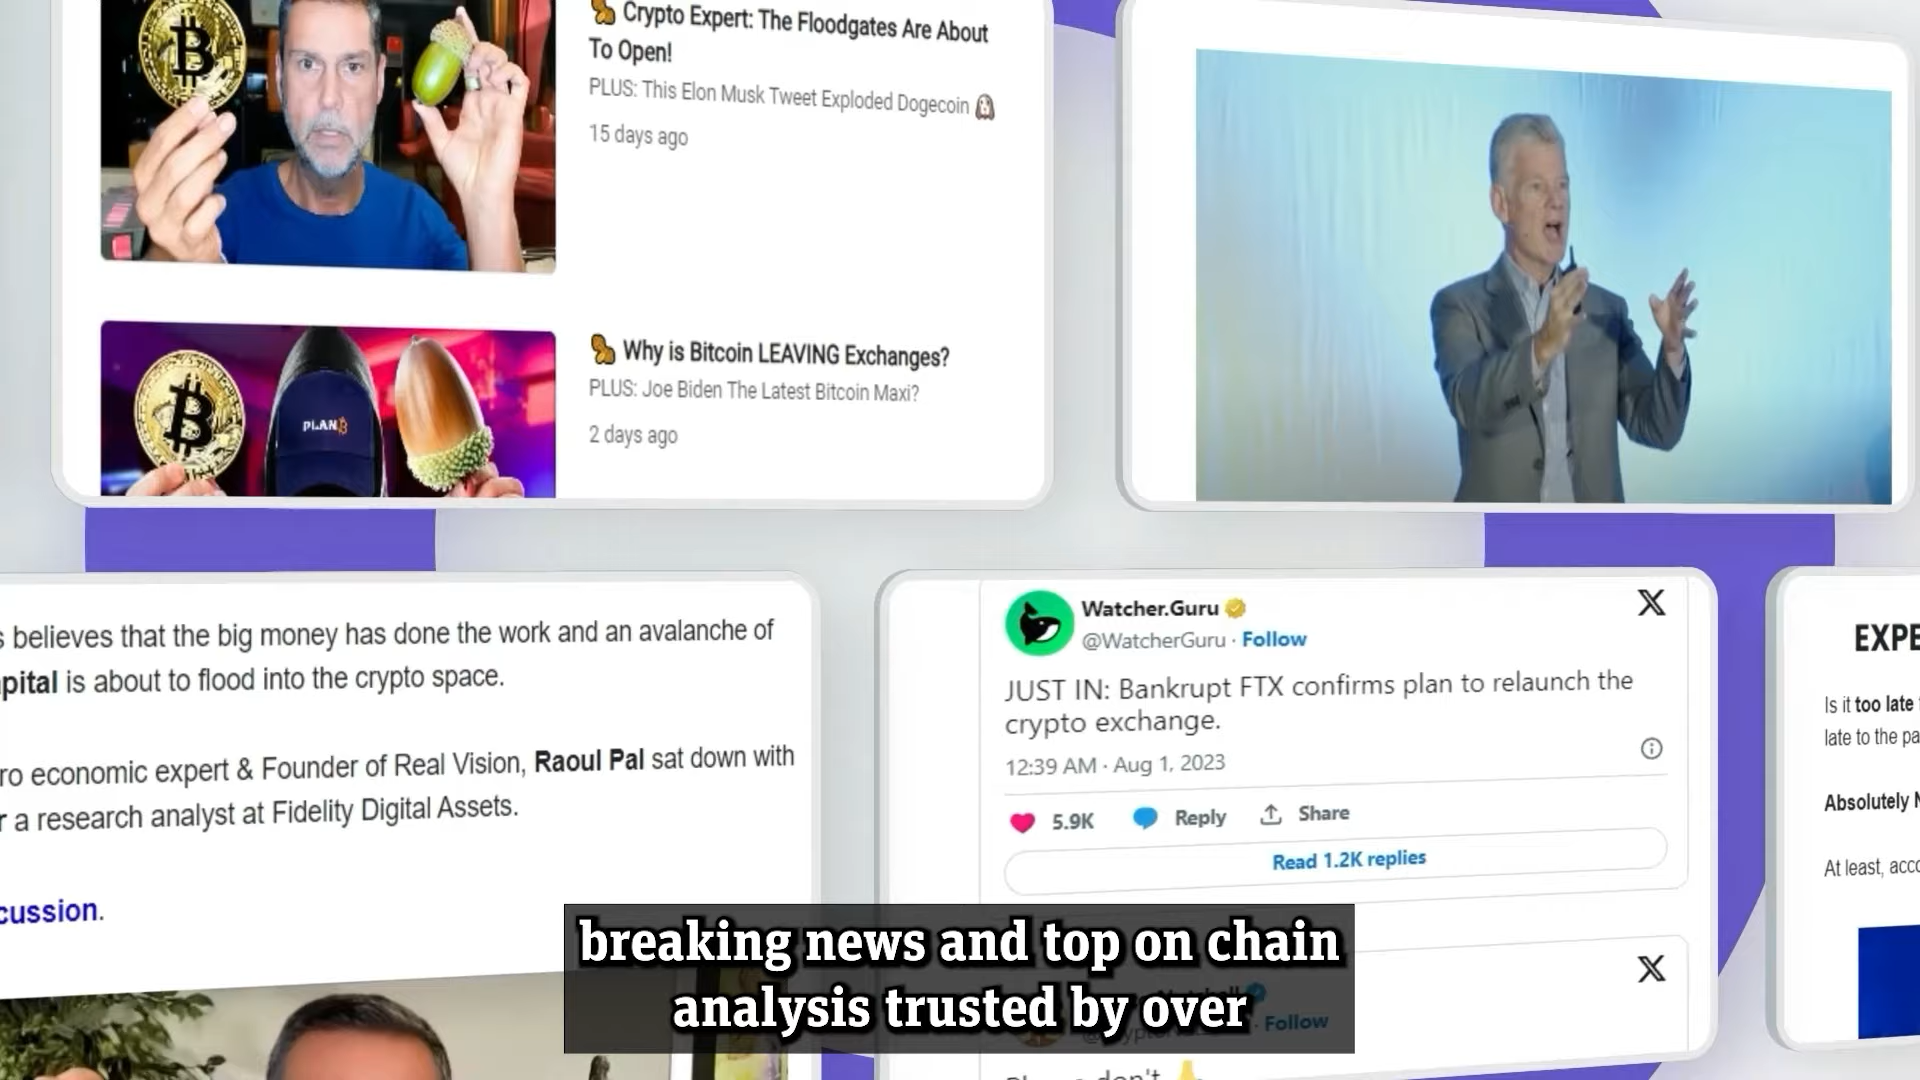 Crypto Expert: The Floodgates Are About
To Open!
PLUS: This Elon Musk Tweet Exploded Dogecoin
15 days ago
PLAN
Why is Bitcoin LEAVING Exchanges?
PLUS: Joe Biden The Latest Bitcoin Maxi?
2 days ago
s believes that the big money has done the work and an avalanche of
pital is about to flood into the crypto space.
ro economic expert & Founder of Real Vision, Raoul Pal sat down with
r a research analyst at Fidelity Digital Assets.
cussion.
Watcher.Guru
@WatcherGuru · Follow
JUST IN: Bankrupt FTX confirms plan to relaunch the
crypto exchange.
12:39 AM · Aug 1, 2023
5.9K Reply Share
Read 1.2K replies
Follow
don't
EXPE
Is it too late
late to the pa
Absolutely N
At least, acco
breaking news and top on chain
analysis trusted by over